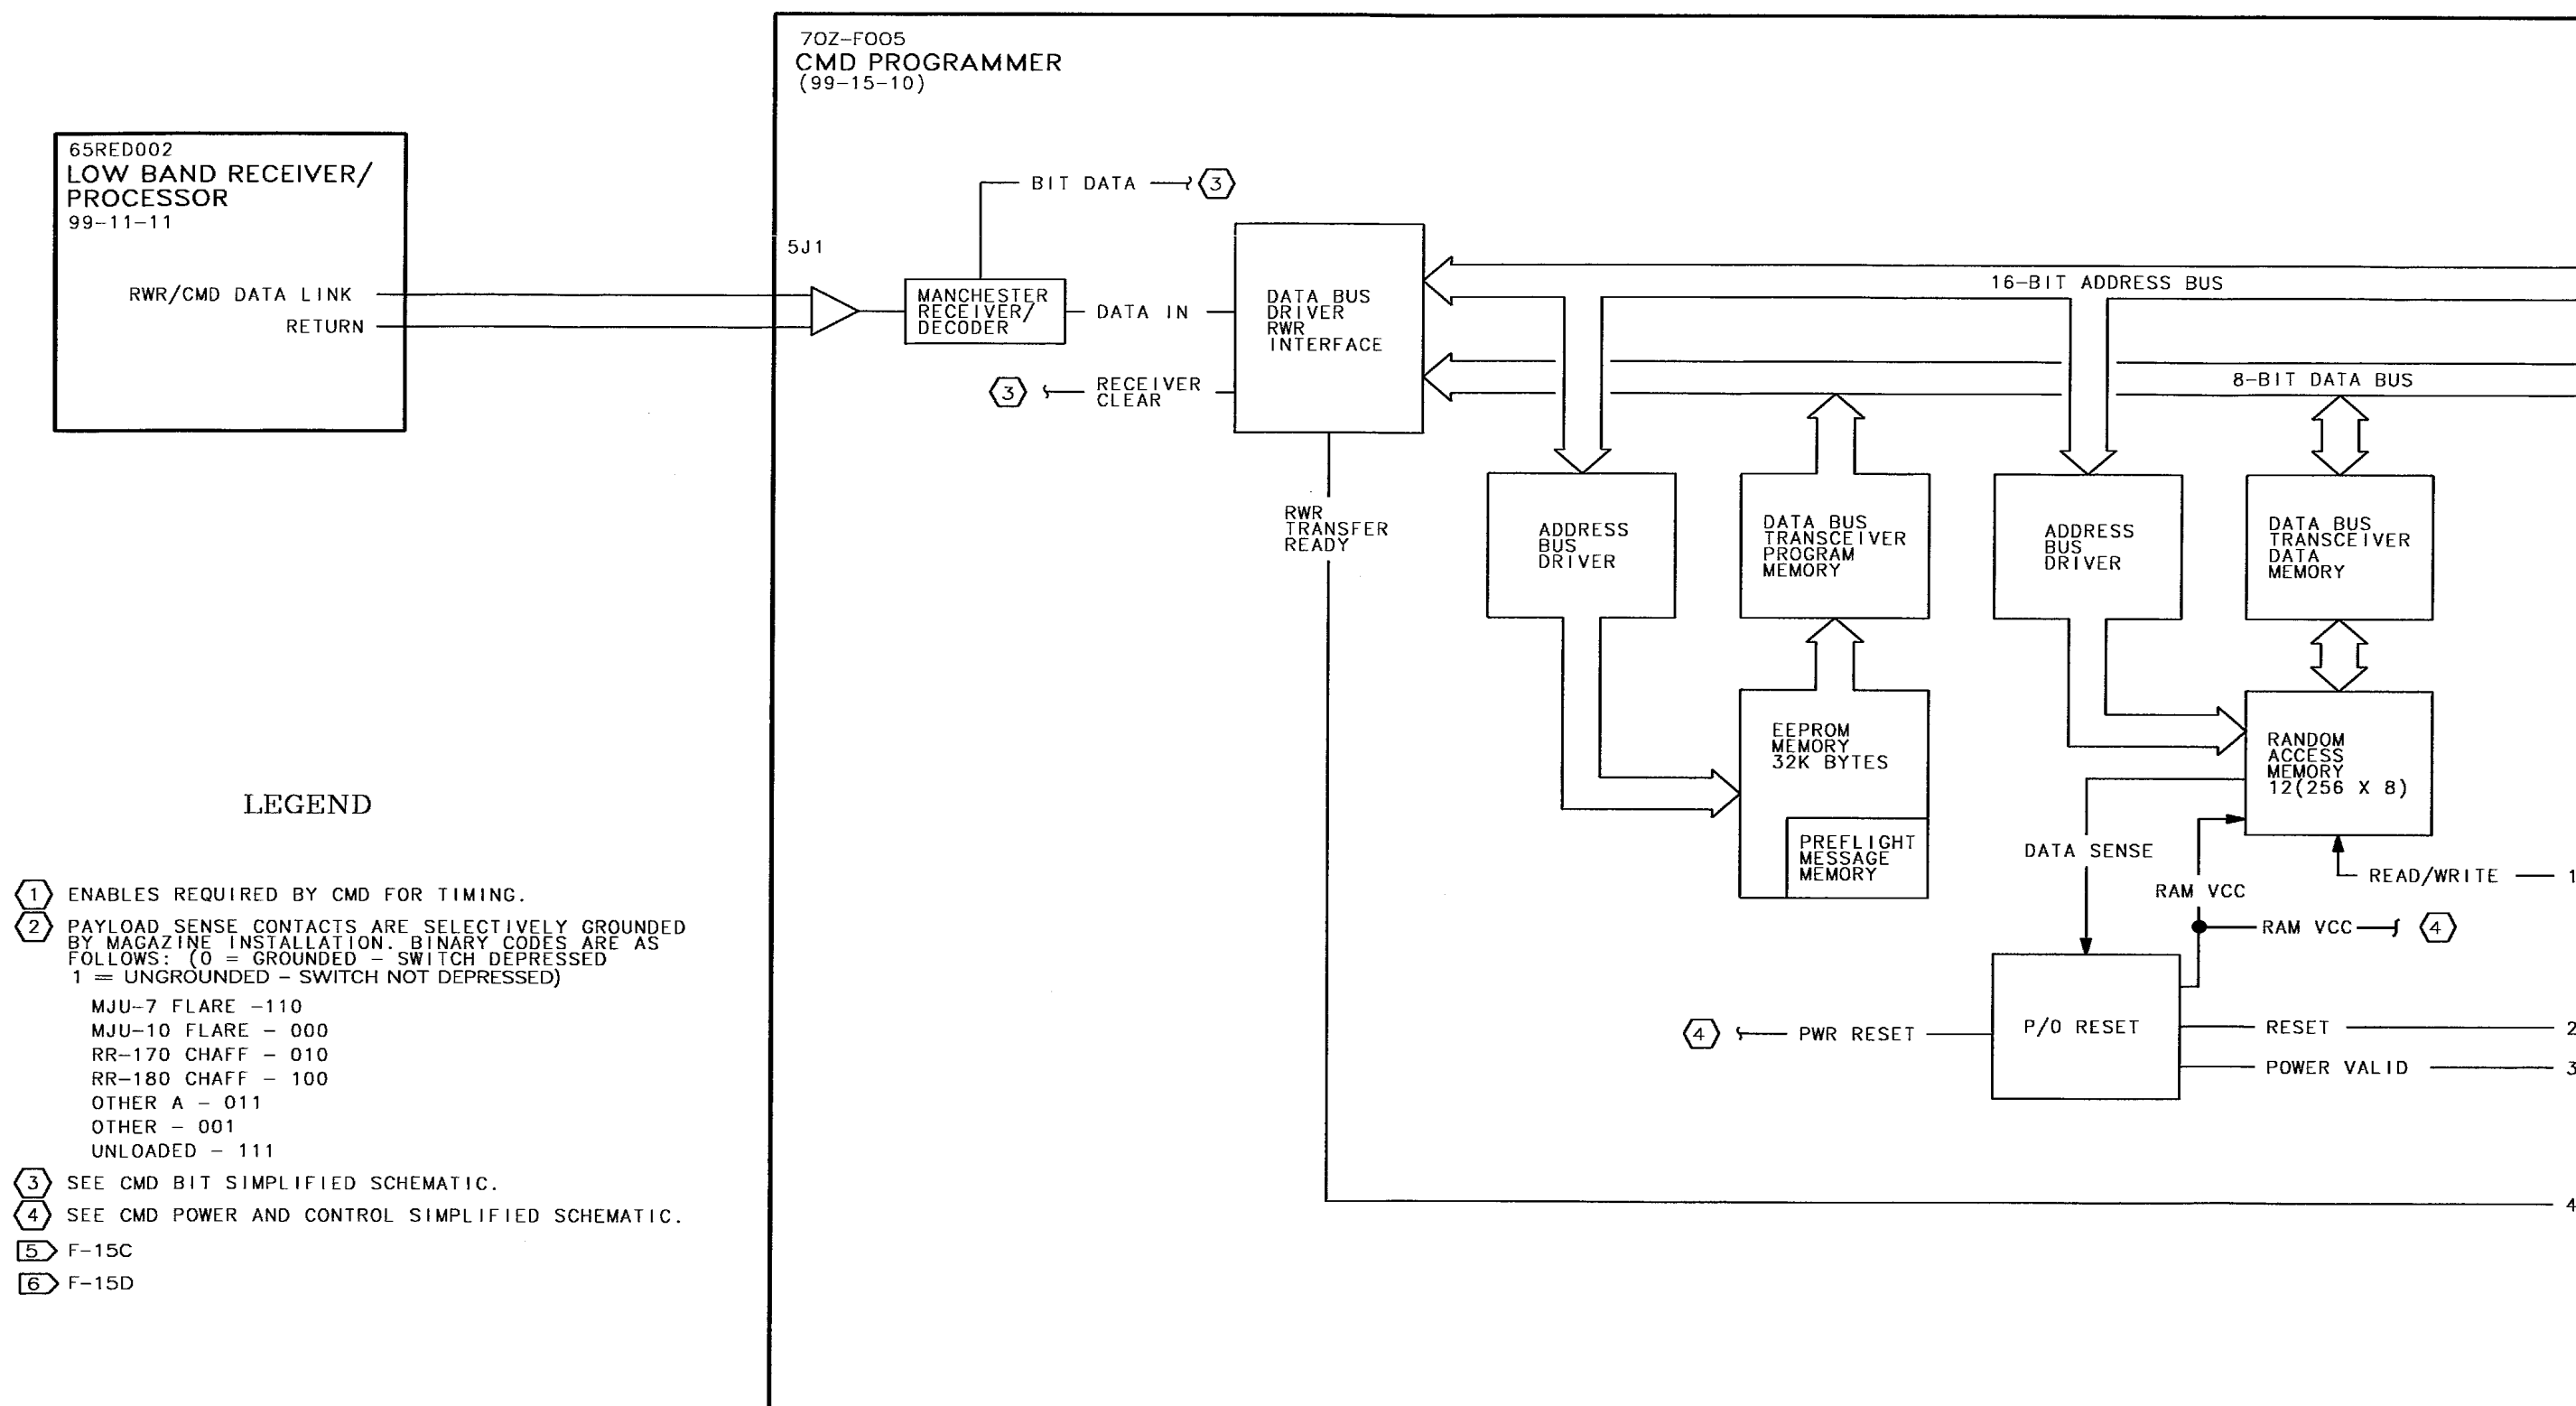 70Z-F005
CMD PROGRAMMER
(99-15-10)
65RED002
LOW BAND RECEIVER/
PROCESSOR
99-11-11
RWR/CMD DATA LINK
RETURN
5J1
BIT DATA
3
MANCHESTER
RECEIVER/
DECODER
DATA IN
3
RECEIVER
CLEAR
DATA BUS
DRIVER
RWR
INTERFACE
16-BIT ADDRESS BUS
8-BIT DATA BUS
RWR
TRANSFER
READY
ADDRESS
BUS
DRIVER
DATA BUS
TRANSCEIVER
PROGRAM
MEMORY
ADDRESS
BUS
DRIVER
DATA BUS
TRANSCEIVER
DATA
MEMORY
EEPROM
MEMORY
32K BYTES
PREFLIGHT
MESSAGE
MEMORY
RANDOM
ACCESS
MEMORY
12(256 X 8)
DATA SENSE
RAM VCC
READ/WRITE
1
RAM VCC
4
4
PWR RESET
P/O RESET
RESET
2
POWER VALID
3
4
LEGEND
1 ENABLES REQUIRED BY CMD FOR TIMING.
2 PAYLOAD SENSE CONTACTS ARE SELECTIVELY GROUNDED
BY MAGAZINE INSTALLATION. BINARY CODES ARE AS
FOLLOWS: (0 = GROUNDED - SWITCH DEPRESSED
1 = UNGROUNDED - SWITCH NOT DEPRESSED)
MJU-7 FLARE -110
MJU-10 FLARE - 000
RR-170 CHAFF - 010
RR-180 CHAFF - 100
OTHER A - 011
OTHER - 001
UNLOADED - 111
3 SEE CMD BIT SIMPLIFIED SCHEMATIC.
4 SEE CMD POWER AND CONTROL SIMPLIFIED SCHEMATIC.
5 F-15C
6 F-15D